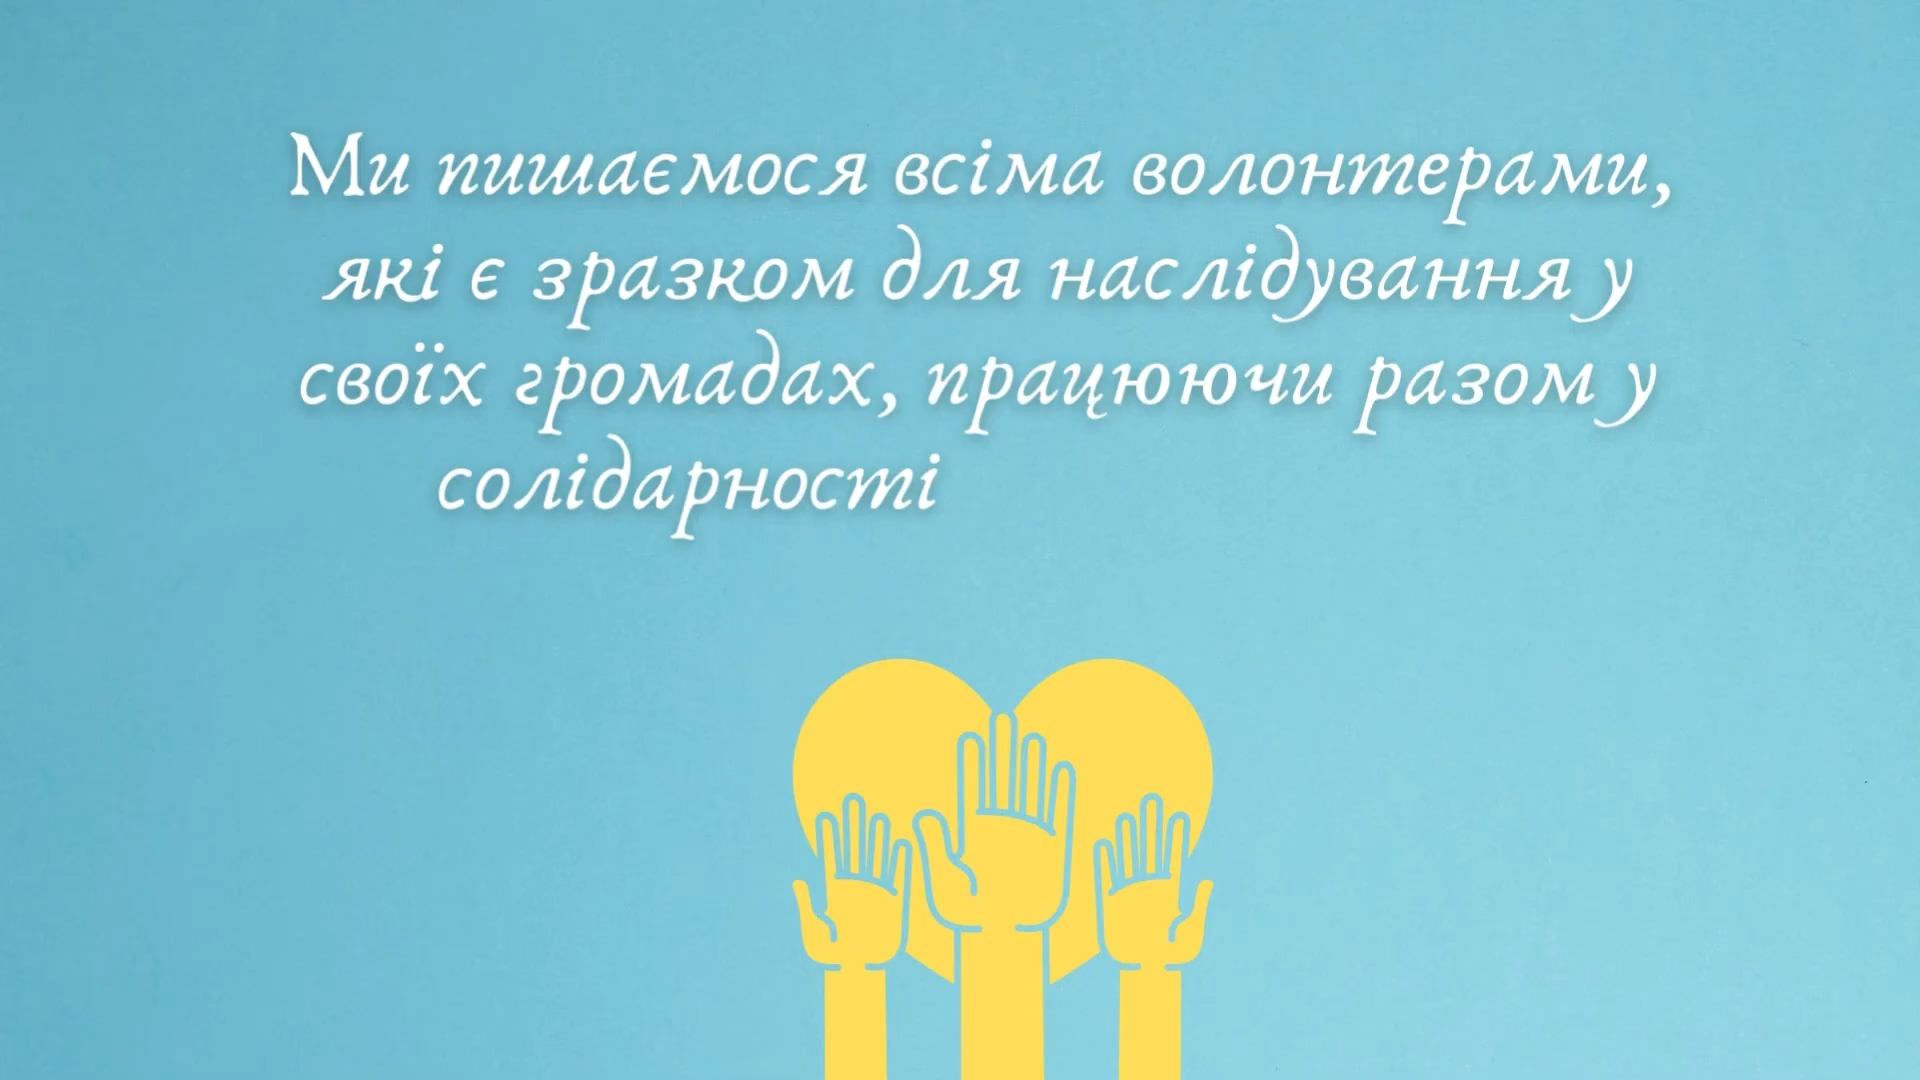 Ми пишаємося всіма волонтерами,
які є зразком для наслідування у
своїх громадах, працюючи разом у
солідарності